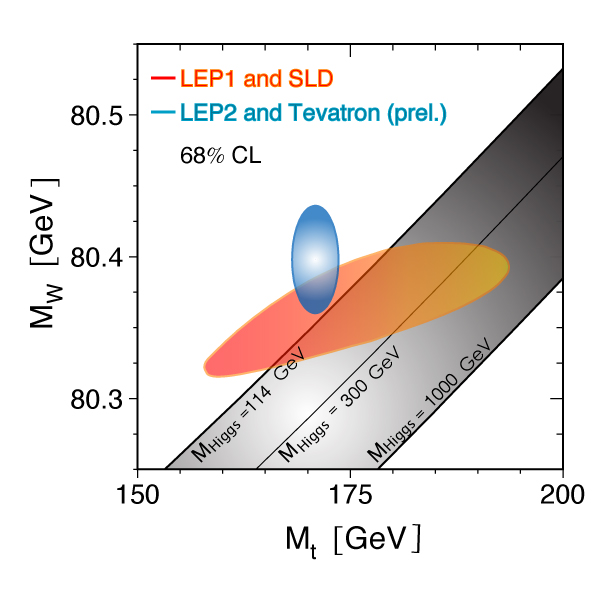 LEP1 and SLD
LEP2 and Tevatron (prel.)
68% CL
80.5
80.4
80.3
M_W [GeV]
M_Higgs =114 GeV
M_Higgs = 300 GeV
M_Higgs = 1000 GeV
150
175
200
M_t [GeV]